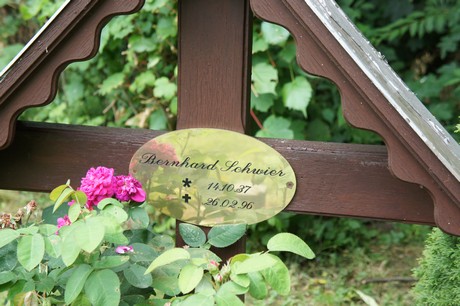 Bernhard Schwier
* 14.10.37
✝ 26.02.96